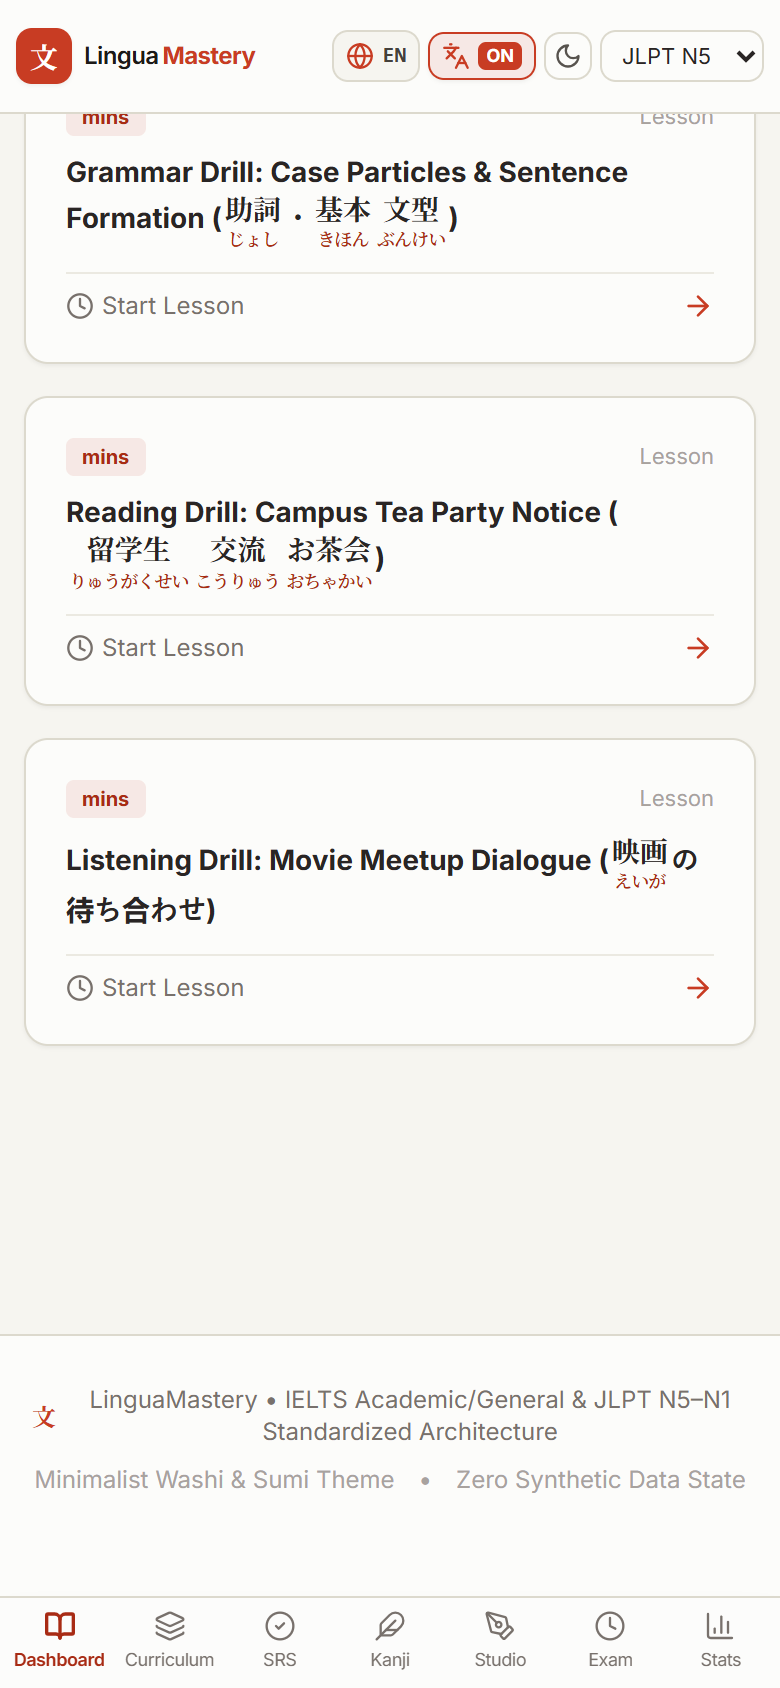 文 Lingua Mastery EN ON JLPT N5
mins Lesson
Grammar Drill: Case Particles & Sentence
Formation (助詞 ・ 基本 文型 )
じょし きほん ぶんけい
Start Lesson
mins Lesson
Reading Drill: Campus Tea Party Notice (
留学生 交流 お茶会 )
りゅうがくせい こうりゅう おちゃかい
Start Lesson
mins Lesson
Listening Drill: Movie Meetup Dialogue (映画 の
えいが
待ち合わせ)
Start Lesson
文 LinguaMastery • IELTS Academic/General & JLPT N5–N1
Standardized Architecture
Minimalist Washi & Sumi Theme • Zero Synthetic Data State
Dashboard Curriculum SRS Kanji Studio Exam Stats